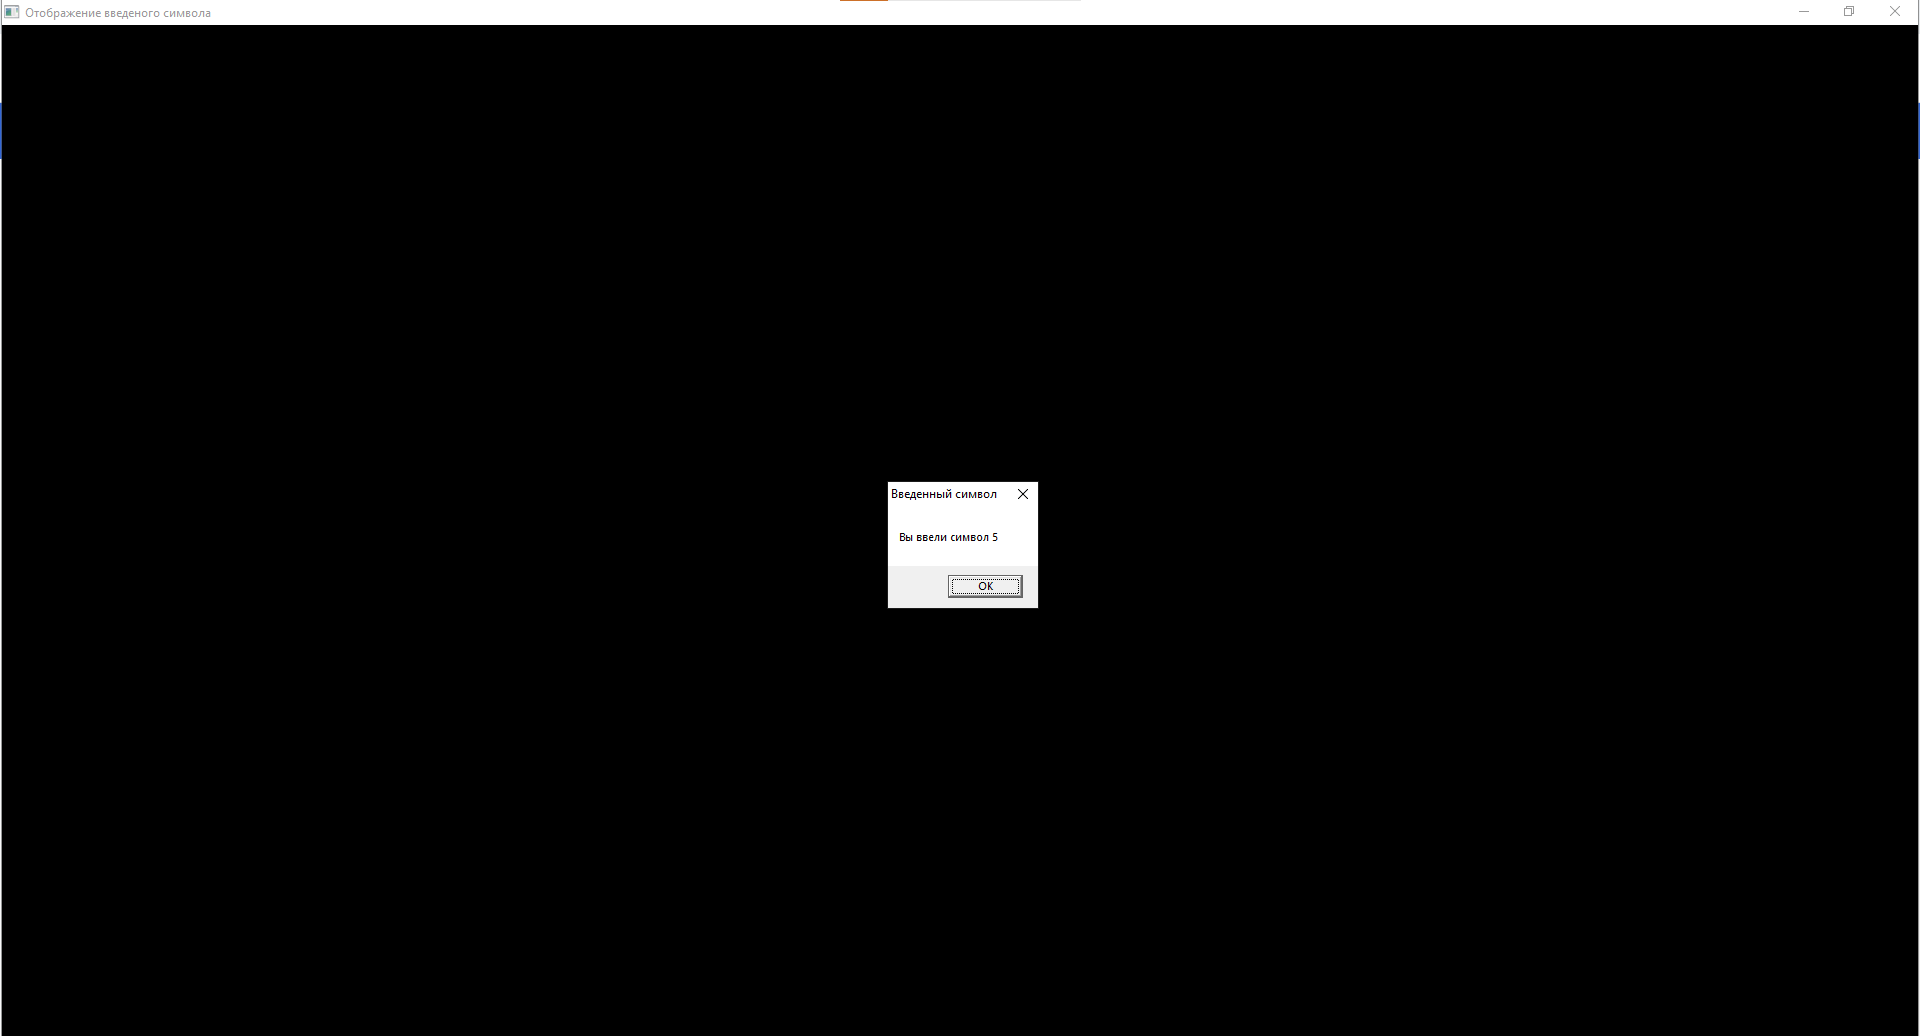 Отображение введеного символа
Введенный символ
Вы ввели символ 5
OK